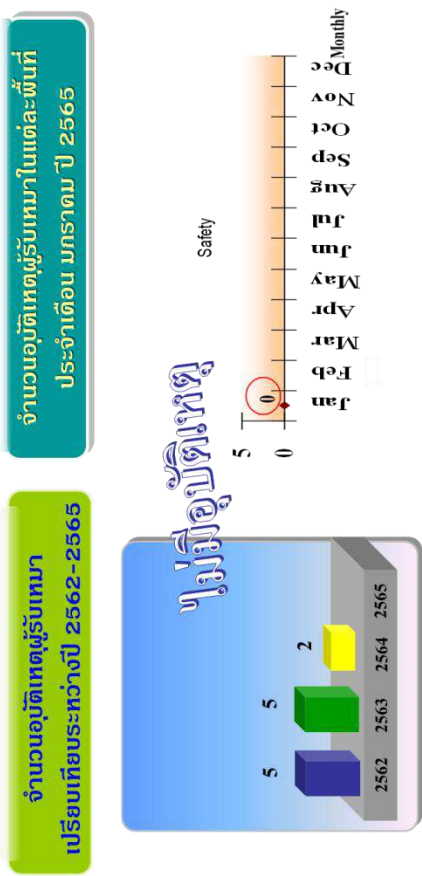 จำนวนอุบัติเหตุผู้รับเหมา
เปรียบเทียบระหว่างปี 2562-2565
5
5
2
2562
2563
2564
2565
จำนวนอุบัติเหตุผู้รับเหมาในแต่ละพื้นที่
ประจำเดือน มกราคม ปี 2565
ไม่มีอุบัติเหตุ
Safety
5
0
0
Jan
Feb
Mar
Apr
May
Jun
Jul
Aug
Sep
Oct
Nov
Dec
Monthly